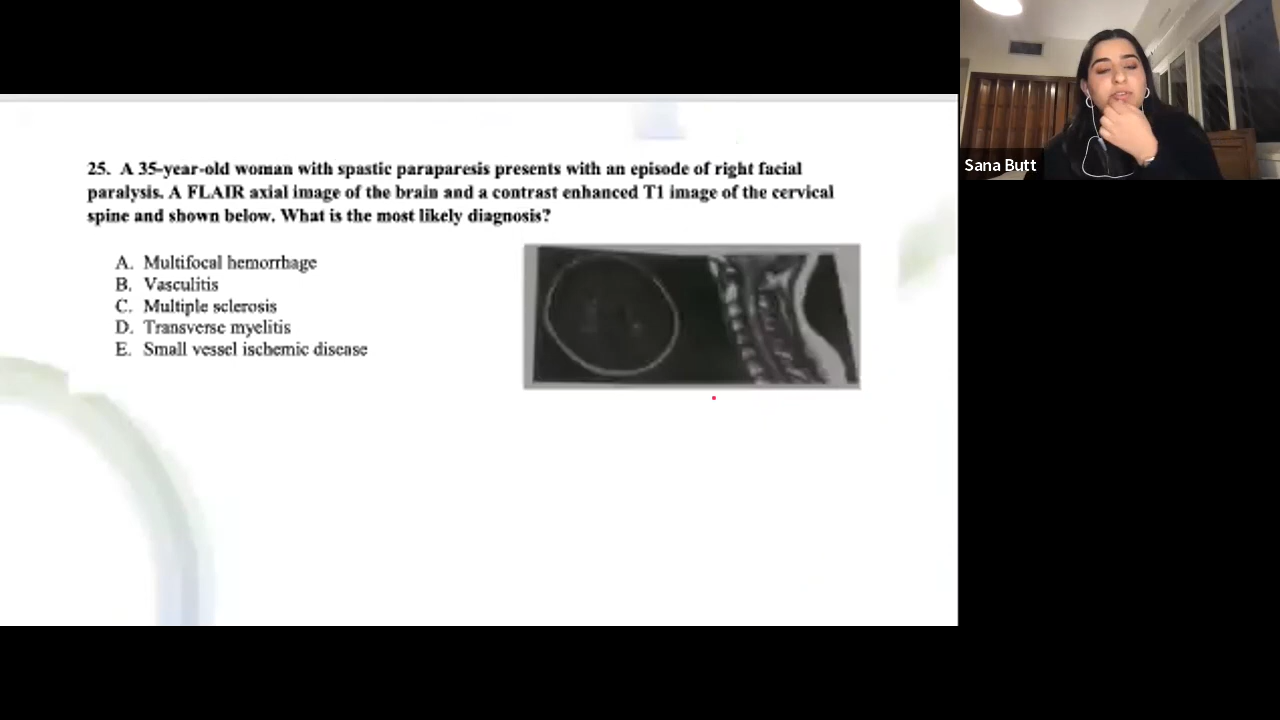 25. A 35-year-old woman with spastic paraparesis presents with an episode of right facial
paralysis. A FLAIR axial image of the brain and a contrast enhanced T1 image of the cervical
spine and shown below. What is the most likely diagnosis?
A. Multifocal hemorrhage
B. Vasculitis
C. Multiple sclerosis
D. Transverse myelitis
E. Small vessel ischemic disease
Sana Butt